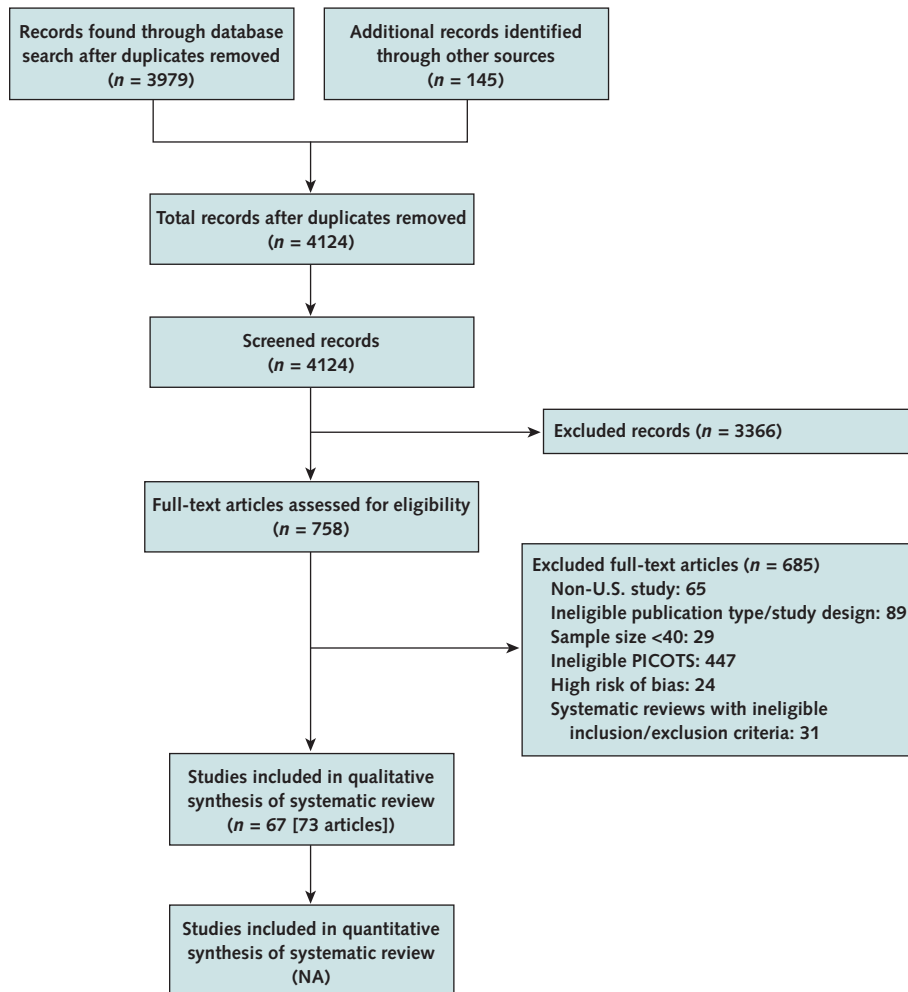 Records found through database
search after duplicates removed
(n = 3979)
Additional records identified
through other sources
(n = 145)
Total records after duplicates removed
(n = 4124)
Screened records
(n = 4124)
Excluded records (n = 3366)
Full-text articles assessed for eligibility
(n = 758)
Excluded full-text articles (n = 685)
Non-U.S. study: 65
Ineligible publication type/study design: 89
Sample size <40: 29
Ineligible PICOTS: 447
High risk of bias: 24
Systematic reviews with ineligible
inclusion/exclusion criteria: 31
Studies included in qualitative
synthesis of systematic review
(n = 67 [73 articles])
Studies included in quantitative
synthesis of systematic review
(NA)